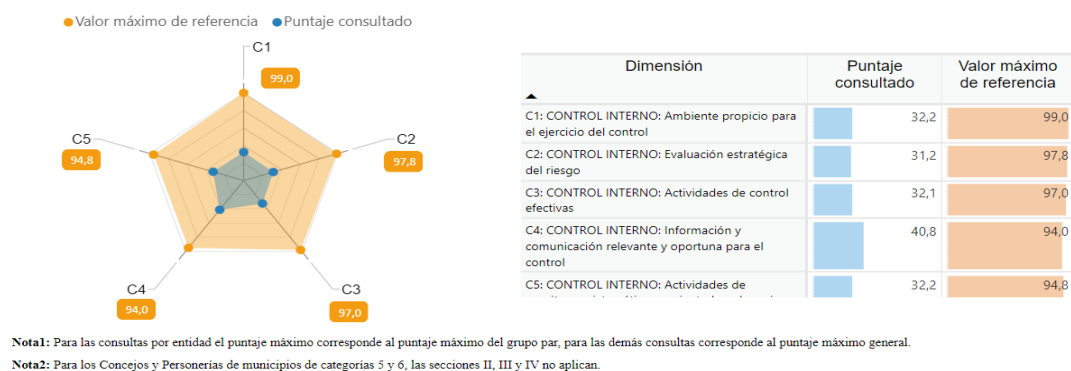 Valor máximo de referencia Puntaje consultado
C1
99,0
C5
94,8
C2
97,8
C4
94,0
C3
97,0
Dimensión Puntaje consultado Valor máximo de referencia
C1: CONTROL INTERNO: Ambiente propicio para
el ejercicio del control
32,2 99,0
C2: CONTROL INTERNO: Evaluación estratégica
del riesgo
31,2 97,8
C3: CONTROL INTERNO: Actividades de control
efectivas
32,1 97,0
C4: CONTROL INTERNO: Información y
comunicación relevante y oportuna para el
control
40,8 94,0
C5: CONTROL INTERNO: Actividades de
32,2 94,8
Nota1: Para las consultas por entidad el puntaje máximo corresponde al puntaje máximo del grupo par, para las demás consultas corresponde al puntaje máximo general.
Nota2: Para los Concejos y Personerías de municipios de categorías 5 y 6, las secciones II, III y IV no aplican.